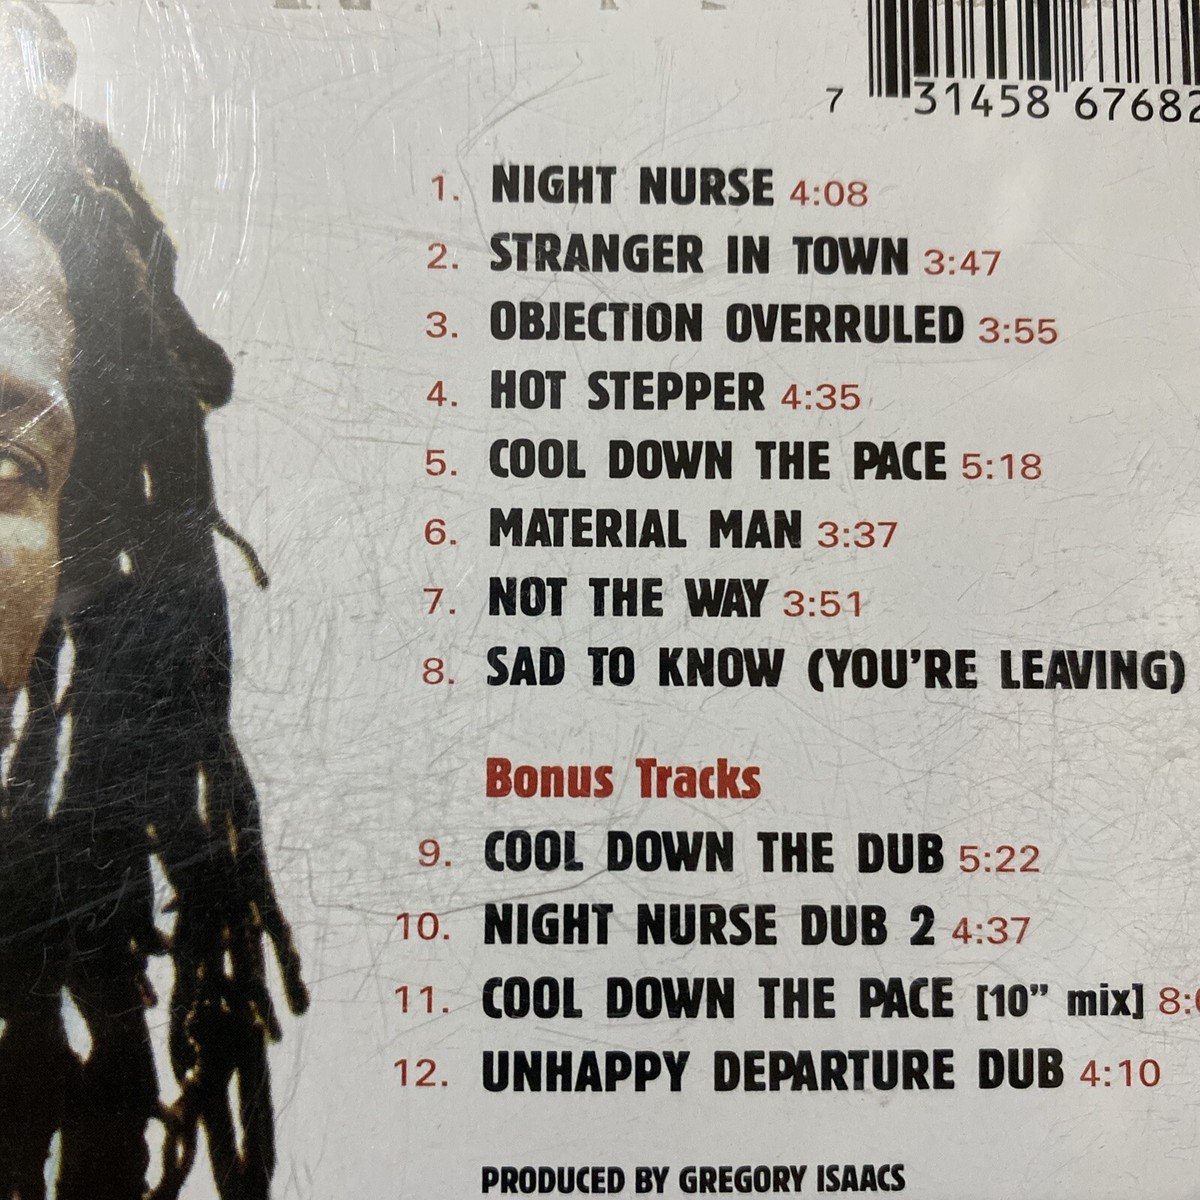 7 31458 67682
1. NIGHT NURSE 4:08
2. STRANGER IN TOWN 3:47
3. OBJECTION OVERRULED 3:55
4. HOT STEPPER 4:35
5. COOL DOWN THE PACE 5:18
6. MATERIAL MAN 3:37
7. NOT THE WAY 3:51
8. SAD TO KNOW (YOU'RE LEAVING)
Bonus Tracks
9. COOL DOWN THE DUB 5:22
10. NIGHT NURSE DUB 2 4:37
11. COOL DOWN THE PACE [10” mix]
12. UNHAPPY DEPARTURE DUB 4:10
PRODUCED BY GREGORY ISAACS